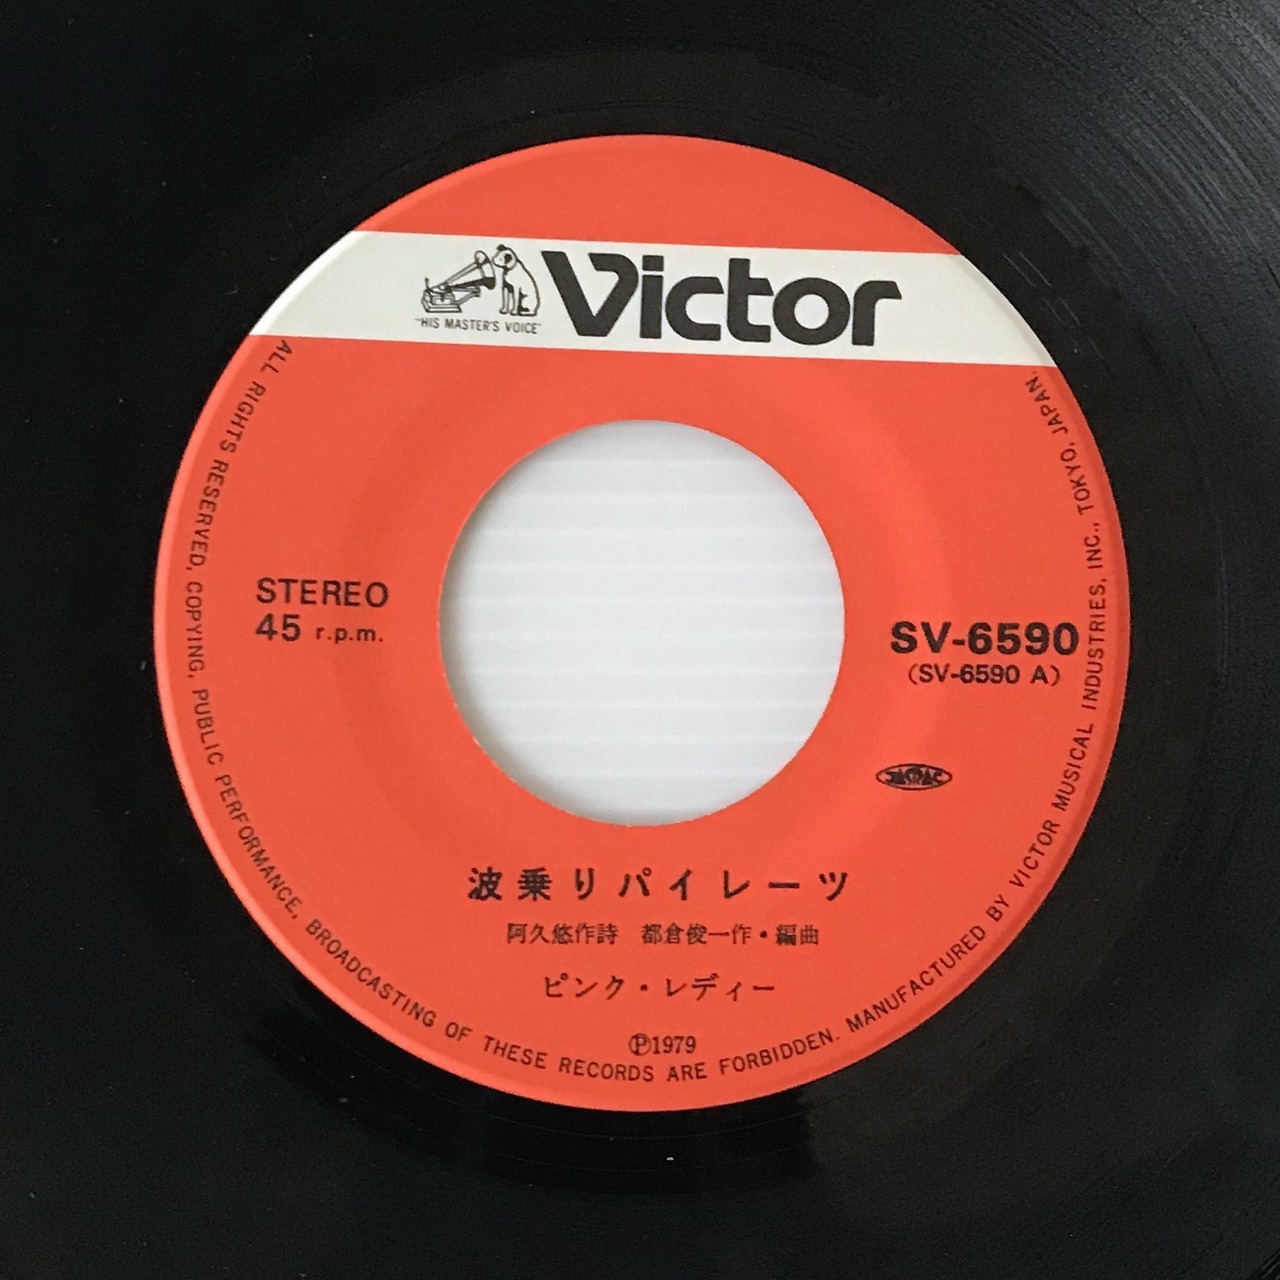 "HIS MASTER'S VOICE"
Victor
STEREO
45 r.p.m.
SV-6590
(SV-6590 A)
JASRAC
波乗りパイレーツ
阿久悠作詩 都倉俊一作・編曲
ピンク・レディー
Ⓟ1979
ALL RIGHTS RESERVED, COPYING, PUBLIC PERFORMANCE, BROADCASTING OF THESE RECORDS ARE FORBIDDEN. MANUFACTURED BY VICTOR MUSICAL INDUSTRIES, INC., TOKYO, JAPAN.